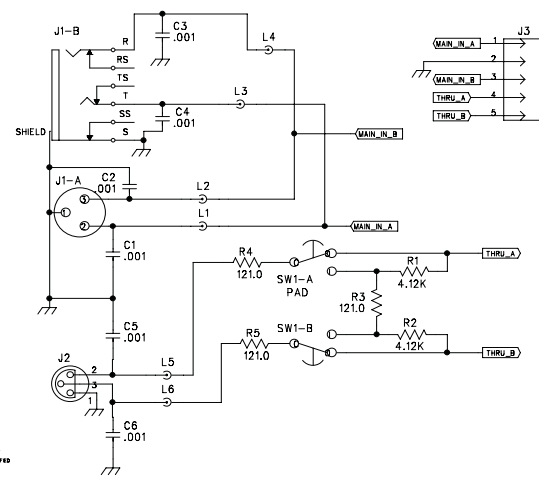 J1-B
R
RS
TS
T
SS
S
SHIELD
C3
.001
L4
L3
C4
.001
J3
MAIN_IN_A 1
2
MAIN_IN_B 3
THRU_A 4
THRU_B 5
MAIN_IN_B
J1-A
C2
.001
3
1
2
L2
L1
MAIN_IN_A
C1
.001
R4
121.0
SW1-A
PAD
R1
4.12K
THRU_A
R3
121.0
C5
.001
R5
121.0
SW1-B
R2
4.12K
THRU_B
J2
2
3
1
L5
L6
C6
.001
FED